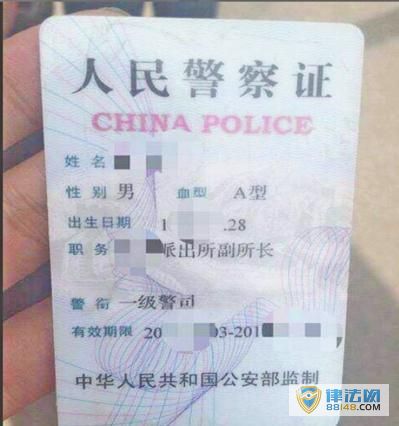 人民警察证
CHINA POLICE
姓名
性别 男 血型 A型
出生日期 1 .28
职务 派出所副所长
警衔 一级警司
有效期限 20 03-201
中华人民共和国公安部监制
律法网
88148.com